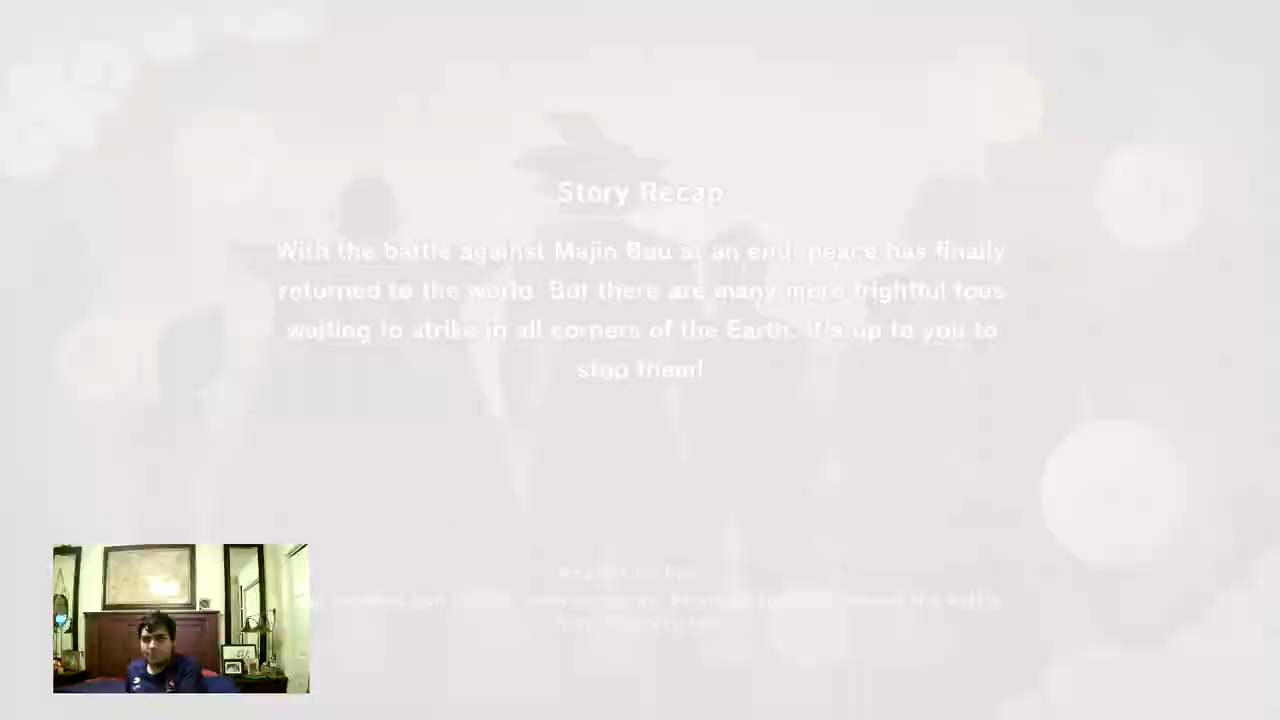 Story Recap
With the battle against Majin Buu at an end, peace has finally
returned to the world. But there are many more frightful foes
waiting to strike in all corners of the Earth. It's up to you to
stop them!